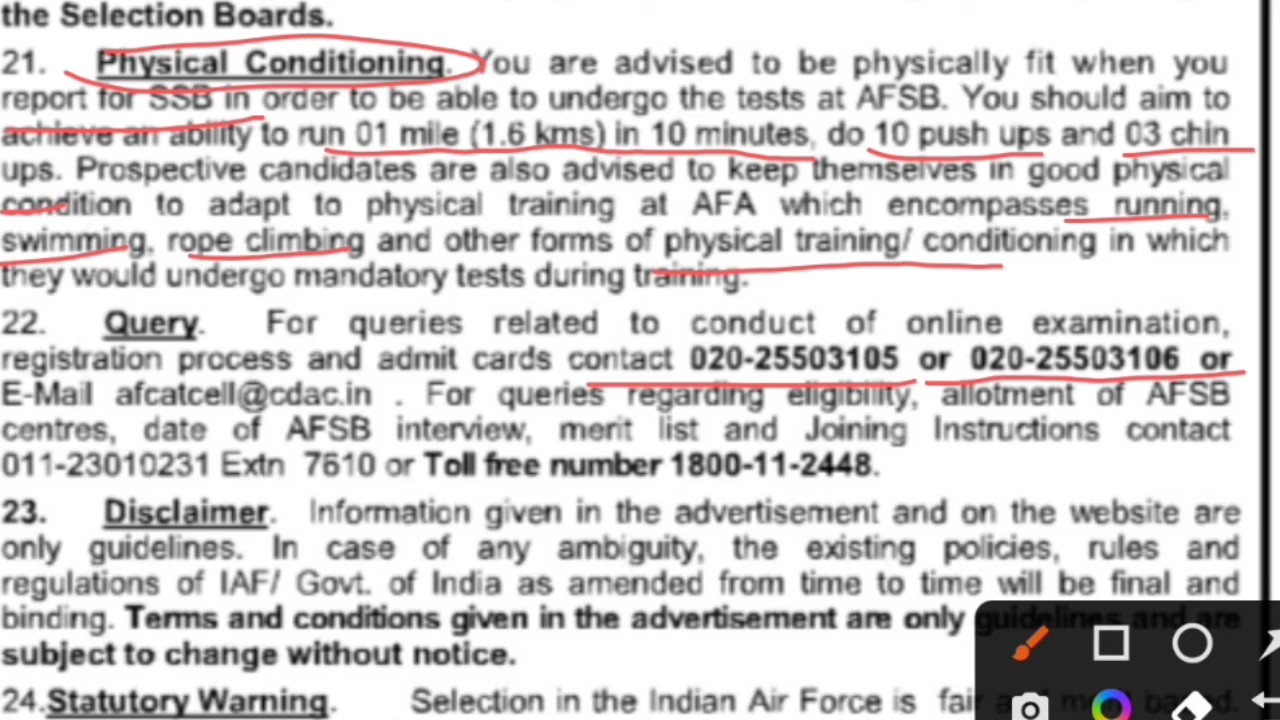 the Selection Boards.
21. Physical Conditioning. You are advised to be physically fit when you
report for SSB in order to be able to undergo the tests at AFSB. You should aim to
achieve an ability to run 01 mile (1.6 kms) in 10 minutes, do 10 push ups and 03 chin
ups. Prospective candidates are also advised to keep themselves in good physical
condition to adapt to physical training at AFA which encompasses running,
swimming, rope climbing and other forms of physical training/ conditioning in which
they would undergo mandatory tests during training.
22. Query. For queries related to conduct of online examination,
registration process and admit cards contact 020-25503105 or 020-25503106 or
E-Mail afcatcell@cdac.in . For queries regarding eligibility, allotment of AFSB
centres, date of AFSB interview, merit list and Joining Instructions contact
011-23010231 Extn 7610 or Toll free number 1800-11-2448.
23. Disclaimer. Information given in the advertisement and on the website are
only guidelines. In case of any ambiguity, the existing policies, rules and
regulations of IAF/ Govt. of India as amended from time to time will be final and
binding. Terms and conditions given in the advertisement are only guidelines and are
subject to change without notice.
24.Statutory Warning. Selection in the Indian Air Force is fair